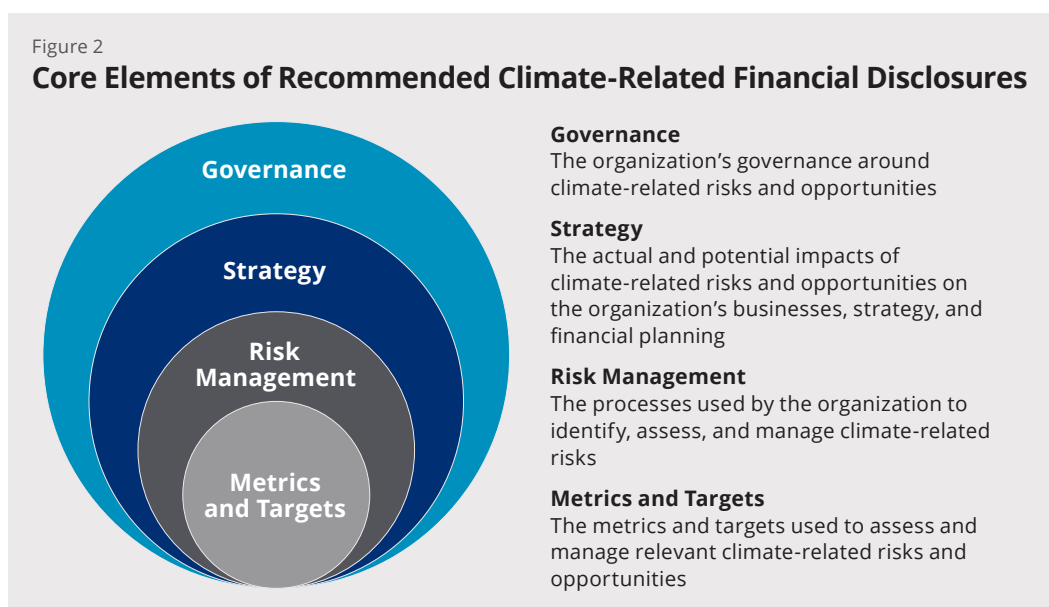 Figure 2
Core Elements of Recommended Climate-Related Financial Disclosures
Governance
Strategy
Risk
Management
Metrics
and Targets
Governance
The organization’s governance around
climate-related risks and opportunities
Strategy
The actual and potential impacts of
climate-related risks and opportunities on
the organization’s businesses, strategy, and
financial planning
Risk Management
The processes used by the organization to
identify, assess, and manage climate-related
risks
Metrics and Targets
The metrics and targets used to assess and
manage relevant climate-related risks and
opportunities